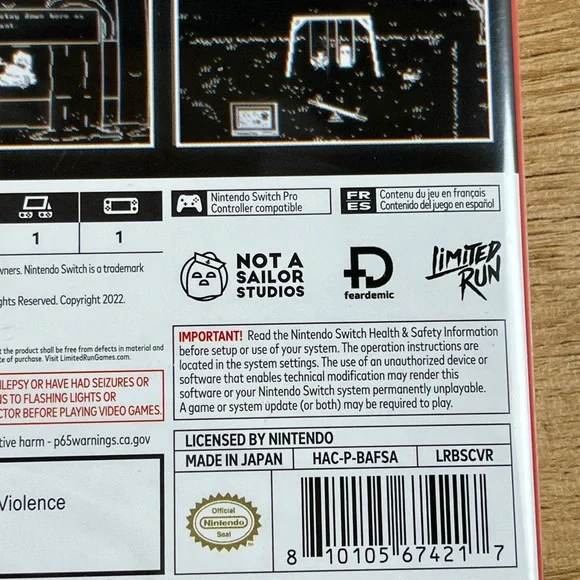 stay down here as
Nintendo Switch Pro
Controller compatible
FR
ES
Contenu du jeu en français
Contenido del juego en español
1
1
wners. Nintendo Switch is a trademark
ghts Reserved. Copyright 2022.
NOT A
SAILOR
STUDIOS
feardemic
LIMITED
RUN
t the product shall be free from defects in material and
te of purchase. Visit LimitedRunGames.com.
ILEPSY OR HAVE HAD SEIZURES OR
NS TO FLASHING LIGHTS OR
CTOR BEFORE PLAYING VIDEO GAMES.
tive harm - p65warnings.ca.gov
Violence
IMPORTANT! Read the Nintendo Switch Health & Safety Information
before setup or use of your system. The operation instructions are
located in the system settings. The use of an unauthorized device or
software that enables technical modification may render this
software or your Nintendo Switch system permanently unplayable.
A game or system update (or both) may be required to play.
LICENSED BY NINTENDO
MADE IN JAPAN
HAC-P-BAFSA
LRBSCVR
Official
Nintendo
Seal
8 10105 67421 7